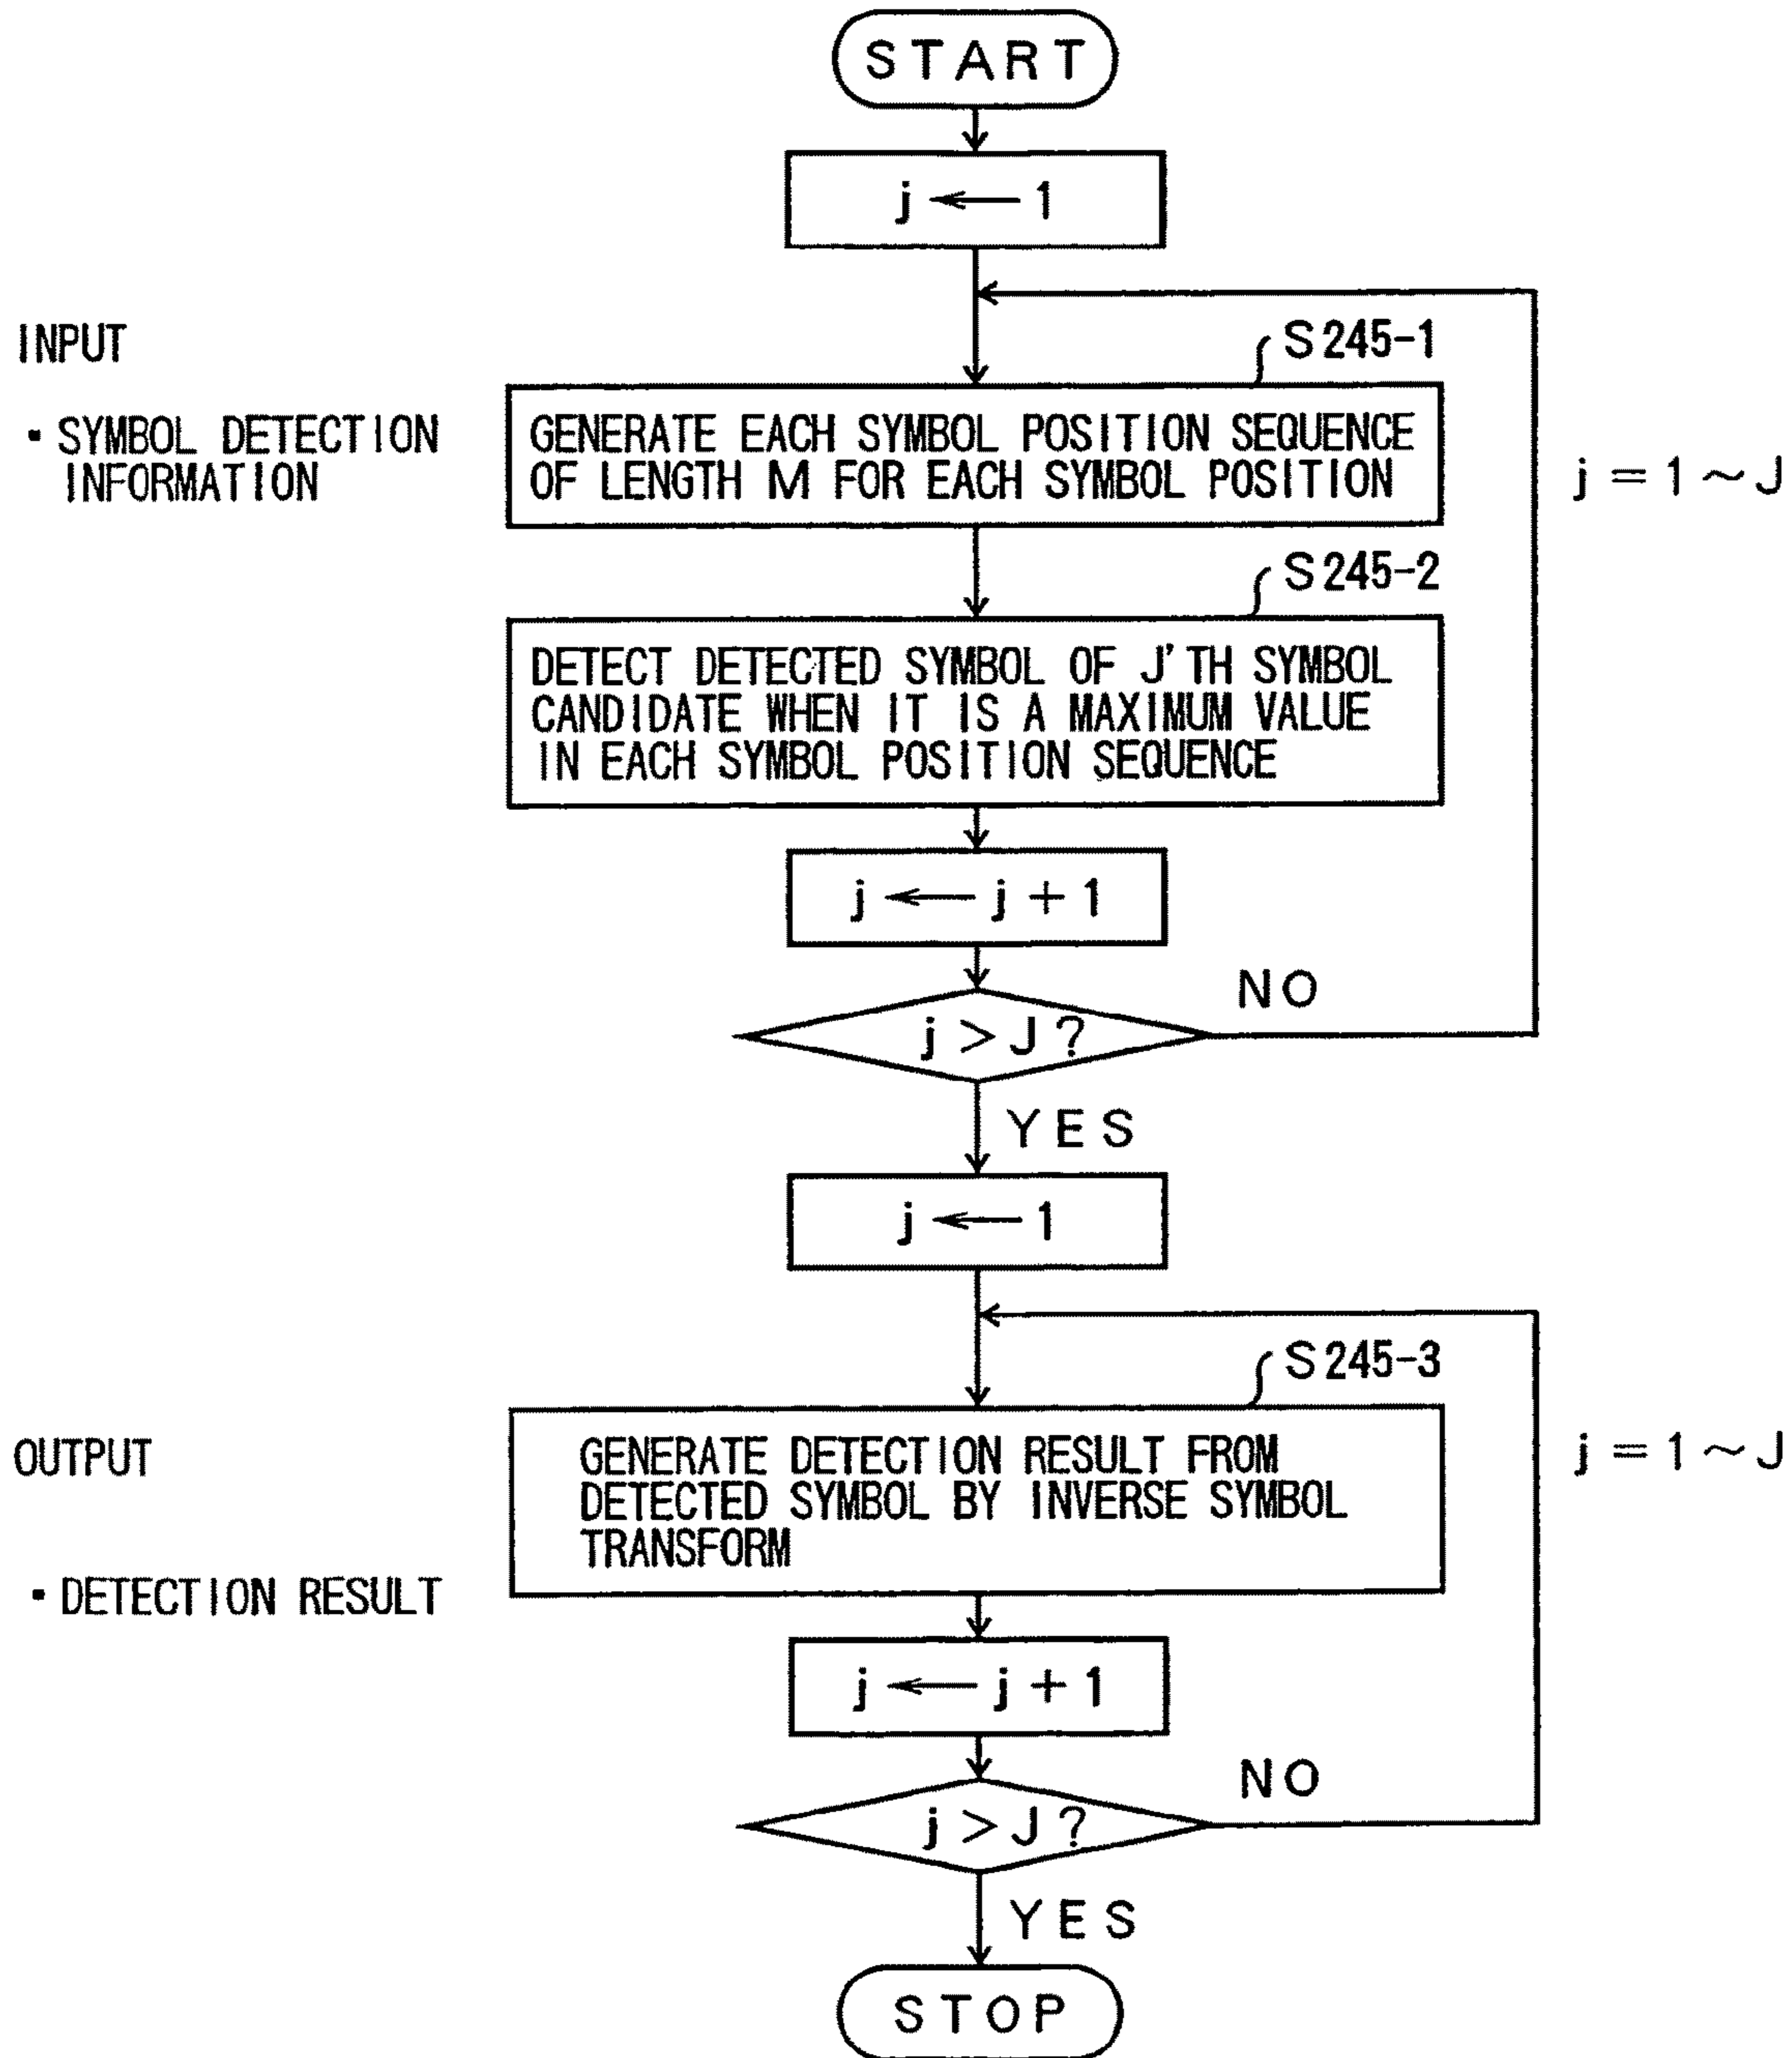 START
j ← 1
INPUT
S245-1
▪ SYMBOL DETECTION
INFORMATION
GENERATE EACH SYMBOL POSITION SEQUENCE
OF LENGTH M FOR EACH SYMBOL POSITION
j = 1 ~ J
S245-2
DETECT DETECTED SYMBOL OF J'TH SYMBOL
CANDIDATE WHEN IT IS A MAXIMUM VALUE
IN EACH SYMBOL POSITION SEQUENCE
j ← j + 1
NO
j > J ?
YES
j ← 1
S245-3
OUTPUT
GENERATE DETECTION RESULT FROM
DETECTED SYMBOL BY INVERSE SYMBOL
TRANSFORM
j = 1 ~ J
▪ DETECTION RESULT
j ← j + 1
NO
j > J ?
YES
STOP